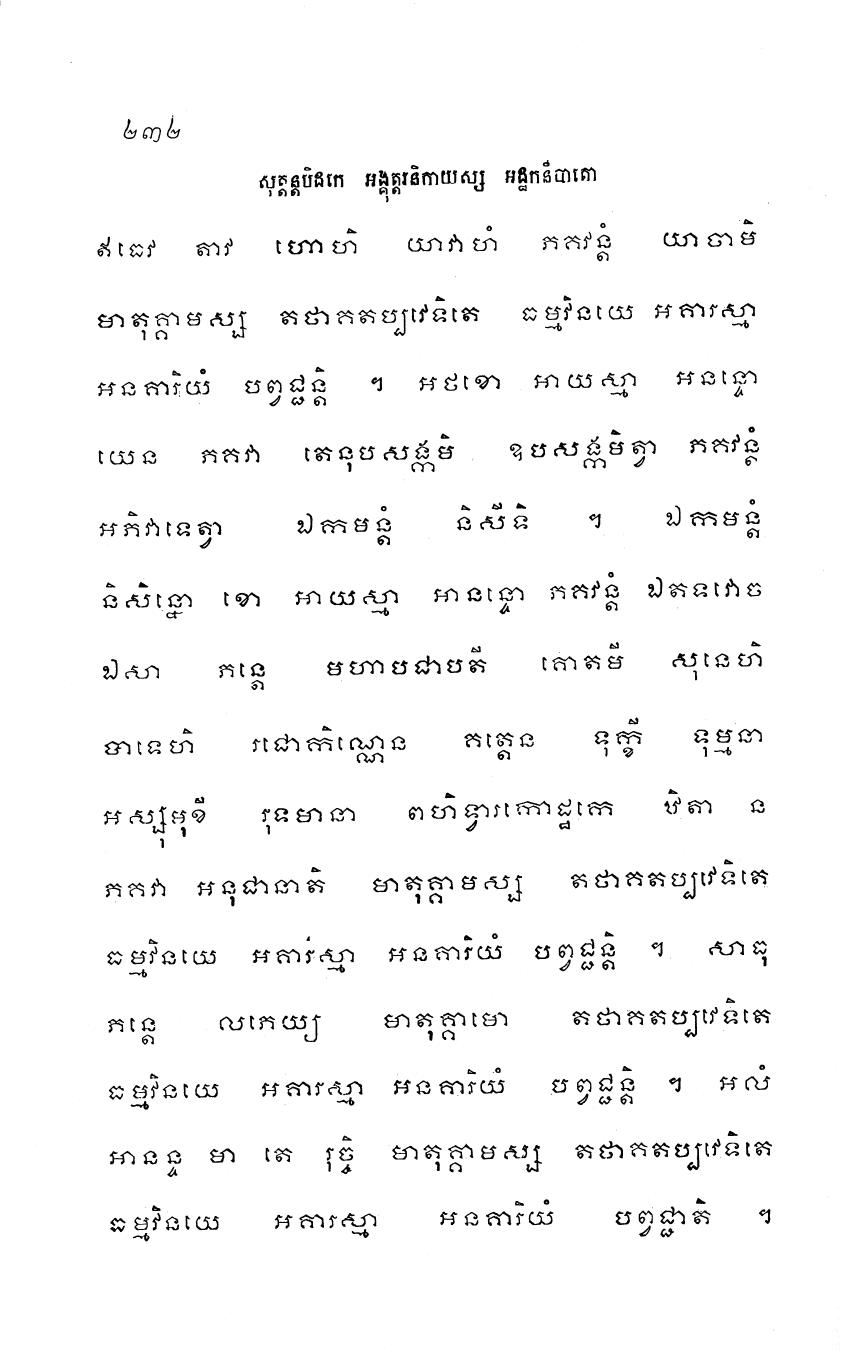 ២៣២
សុត្តន្តបិដកេ អង្គុត្តរនិកាយស្ស អដ្ឋកនិបាតោ
ឥធេវ តាវ ហោហិ យាវាហំ ភគវន្តំ យាចាមិ
មាតុគ្គាមស្ស តថាគតប្បវេទិតេ ធម្មវិនយេ អគារស្មា
អនគារិយំ បព្វជ្ជន្តិ ។ អថខោ អាយស្មា អនន្ទោ
យេន ភគវា តេនុបសង្កមិ ឧបសង្កមិត្វា ភគវន្តំ
អភិវាទេត្វា ឯកមន្តំ និសីទិ ។ ឯកមន្តំ
និសិន្នោ ខោ អាយស្មា អានន្ទោ ភគវន្តំ ឯតទវោច
ឯសា ភន្តេ មហាបជាបតី គោតមី សុនេហិ
បាទេហិ រជោកិណ្ណេន គត្តេន ទុក្ខី ទុម្មនា
អស្សុមុខី រុទមានា ពហិទ្វារកោដ្ឋកេ ឋិតា ន
ភគវា អនុជានាតិ មាតុគ្គាមស្ស តថាគតប្បវេទិតេ
ធម្មវិនយេ អគារស្មា អនគារិយំ បព្វជ្ជន្តិ ។ សាធុ
ភន្តេ លភេយ្យ មាតុគ្គាមោ តថាគតប្បវេទិតេ
ធម្មវិនយេ អគារស្មា អនគារិយំ បព្វជ្ជន្តិ ។ អលំ
អានន្ទ មា តេ រុច្ចិ មាតុគ្គាមស្ស តថាគតប្បវេទិតេ
ធម្មវិនយេ អគារស្មា អនគារិយំ បព្វជ្ជាតិ ។